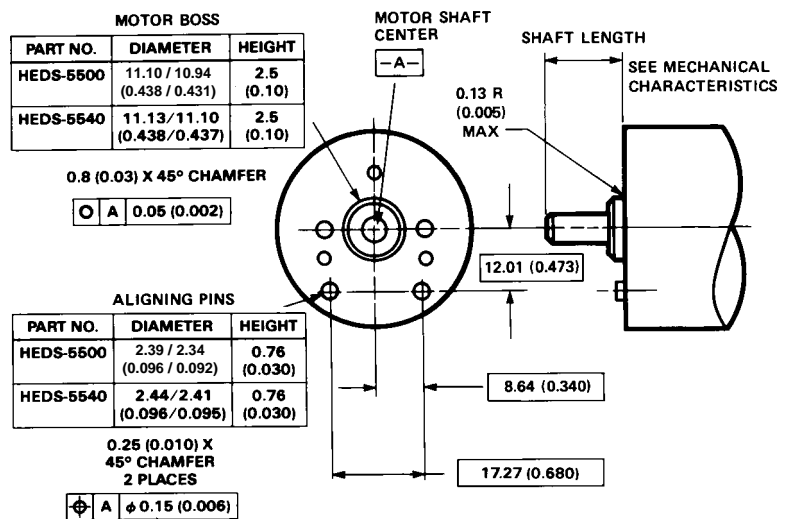 MOTOR BOSS
PART NO. DIAMETER HEIGHT
HEDS-5500 11.10 / 10.94 2.5
(0.438 / 0.431) (0.10)
HEDS-5540 11.13/11.10 2.5
(0.438/0.437) (0.10)
0.8 (0.03) X 45° CHAMFER
O A 0.05 (0.002)
MOTOR SHAFT
CENTER
–A–
SHAFT LENGTH
SEE MECHANICAL
CHARACTERISTICS
0.13 R
(0.005)
MAX
12.01 (0.473)
ALIGNING PINS
PART NO. DIAMETER HEIGHT
HEDS-5500 2.39 / 2.34 0.76
(0.096 / 0.092) (0.030)
HEDS-5540 2.44/2.41 0.76
(0.096/0.095) (0.030)
0.25 (0.010) X
45° CHAMFER
2 PLACES
⌖ A ϕ 0.15 (0.006)
8.64 (0.340)
17.27 (0.680)